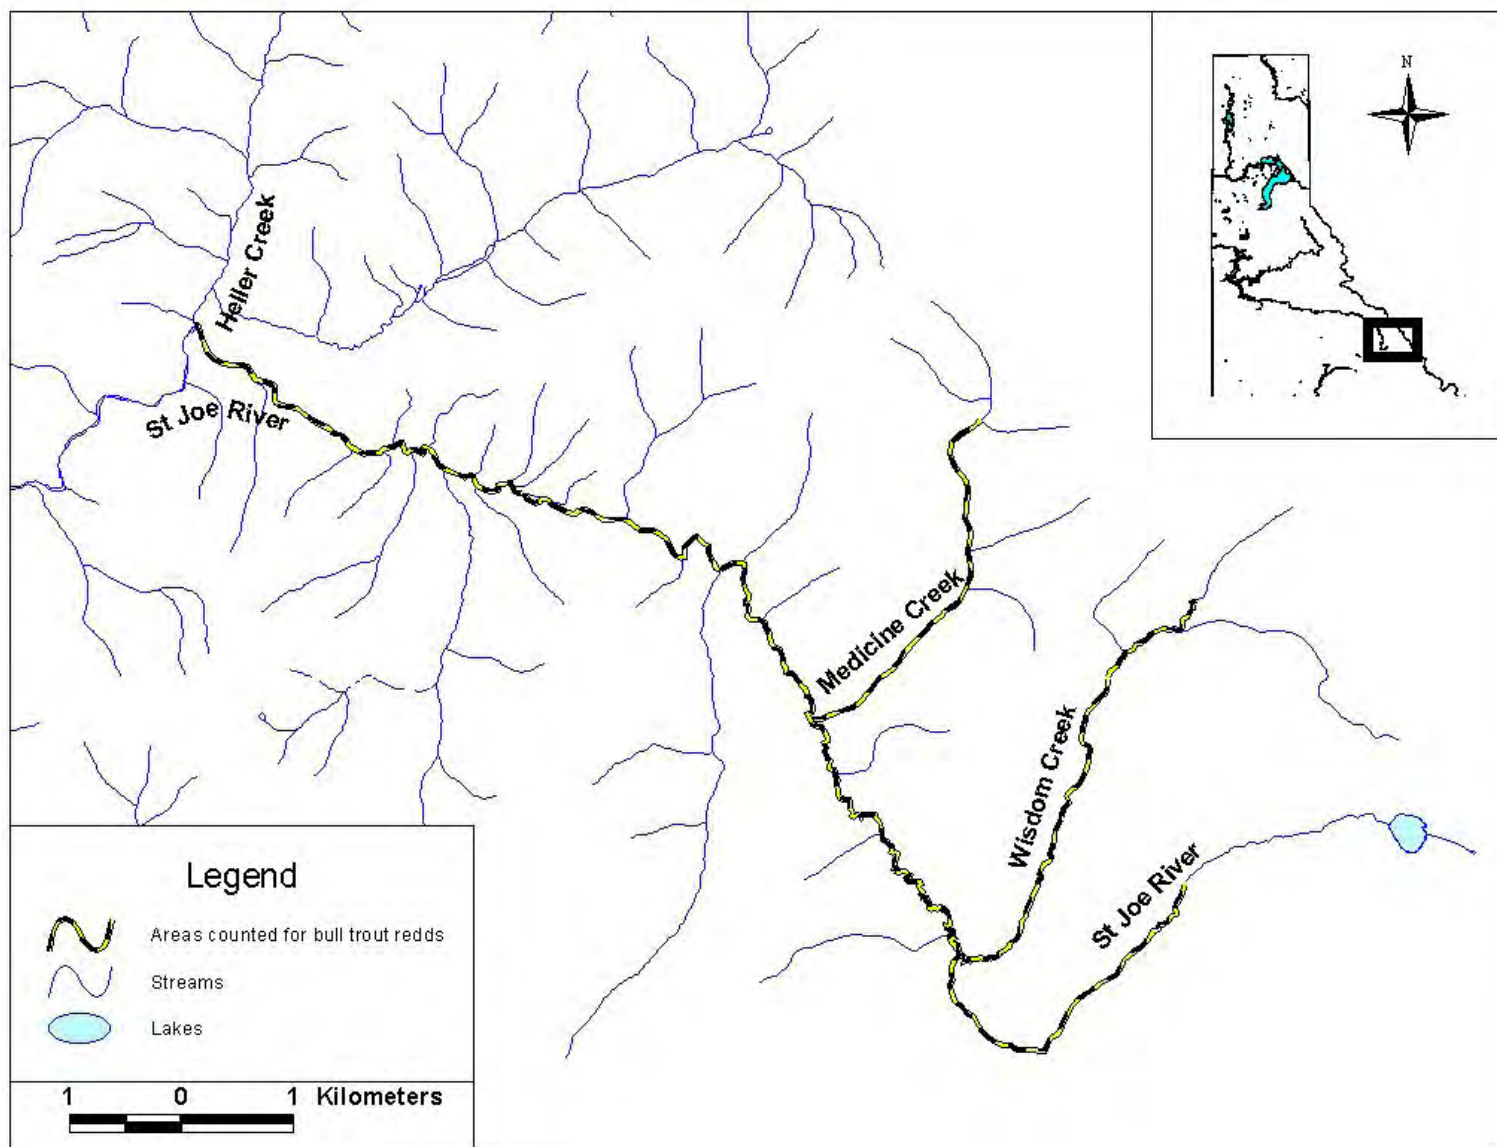 N
Heller Creek
St Joe River
Medicine Creek
Wisdom Creek
St Joe River
Legend
Areas counted for bull trout redds
Streams
Lakes
1 0 1 Kilometers